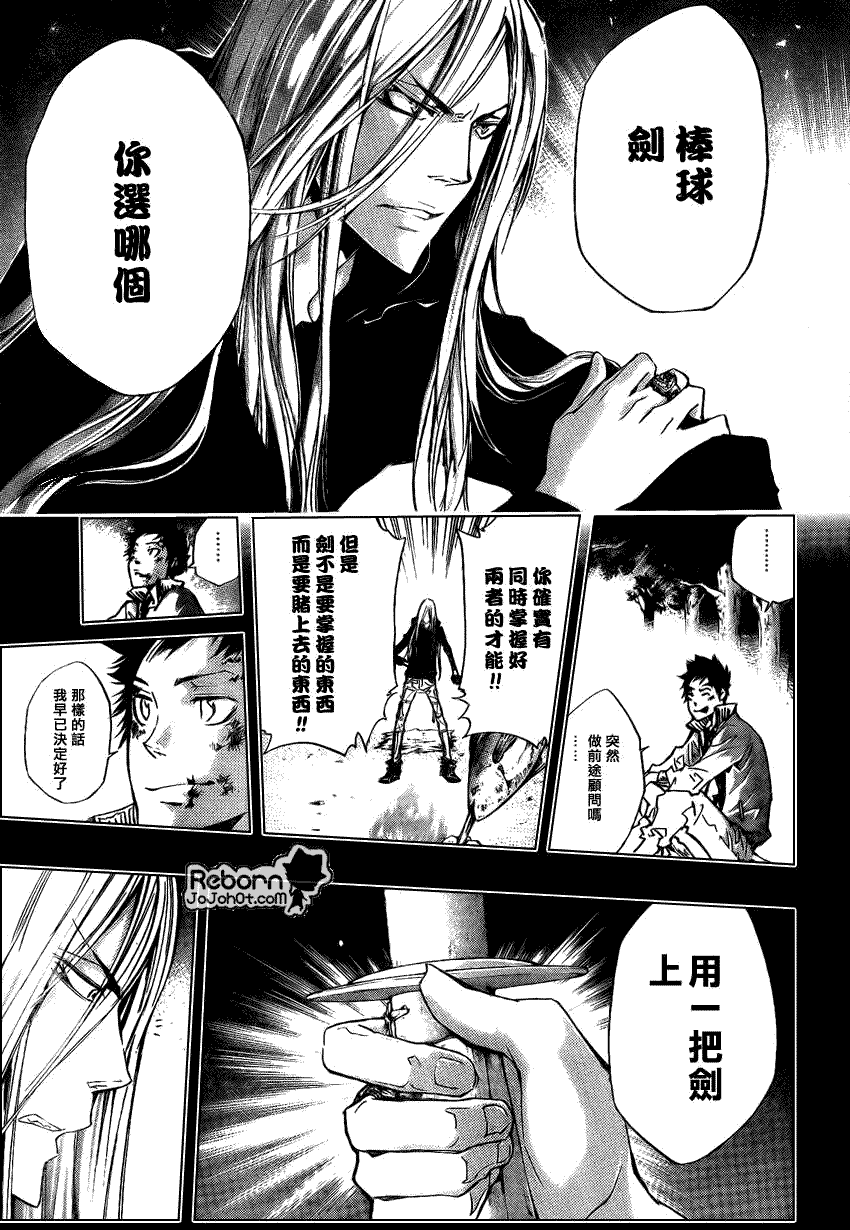 棒球
劍
你選哪個
………
突然
做前途顧問嗎
……
你確實有
同時掌握好
兩者的才能!!
但是
劍不是要掌握的東西
而是要賭上去的東西!!
……
那樣的話
我早已決定好了
用一把劍
上
Reborn
JoJoHOt.com